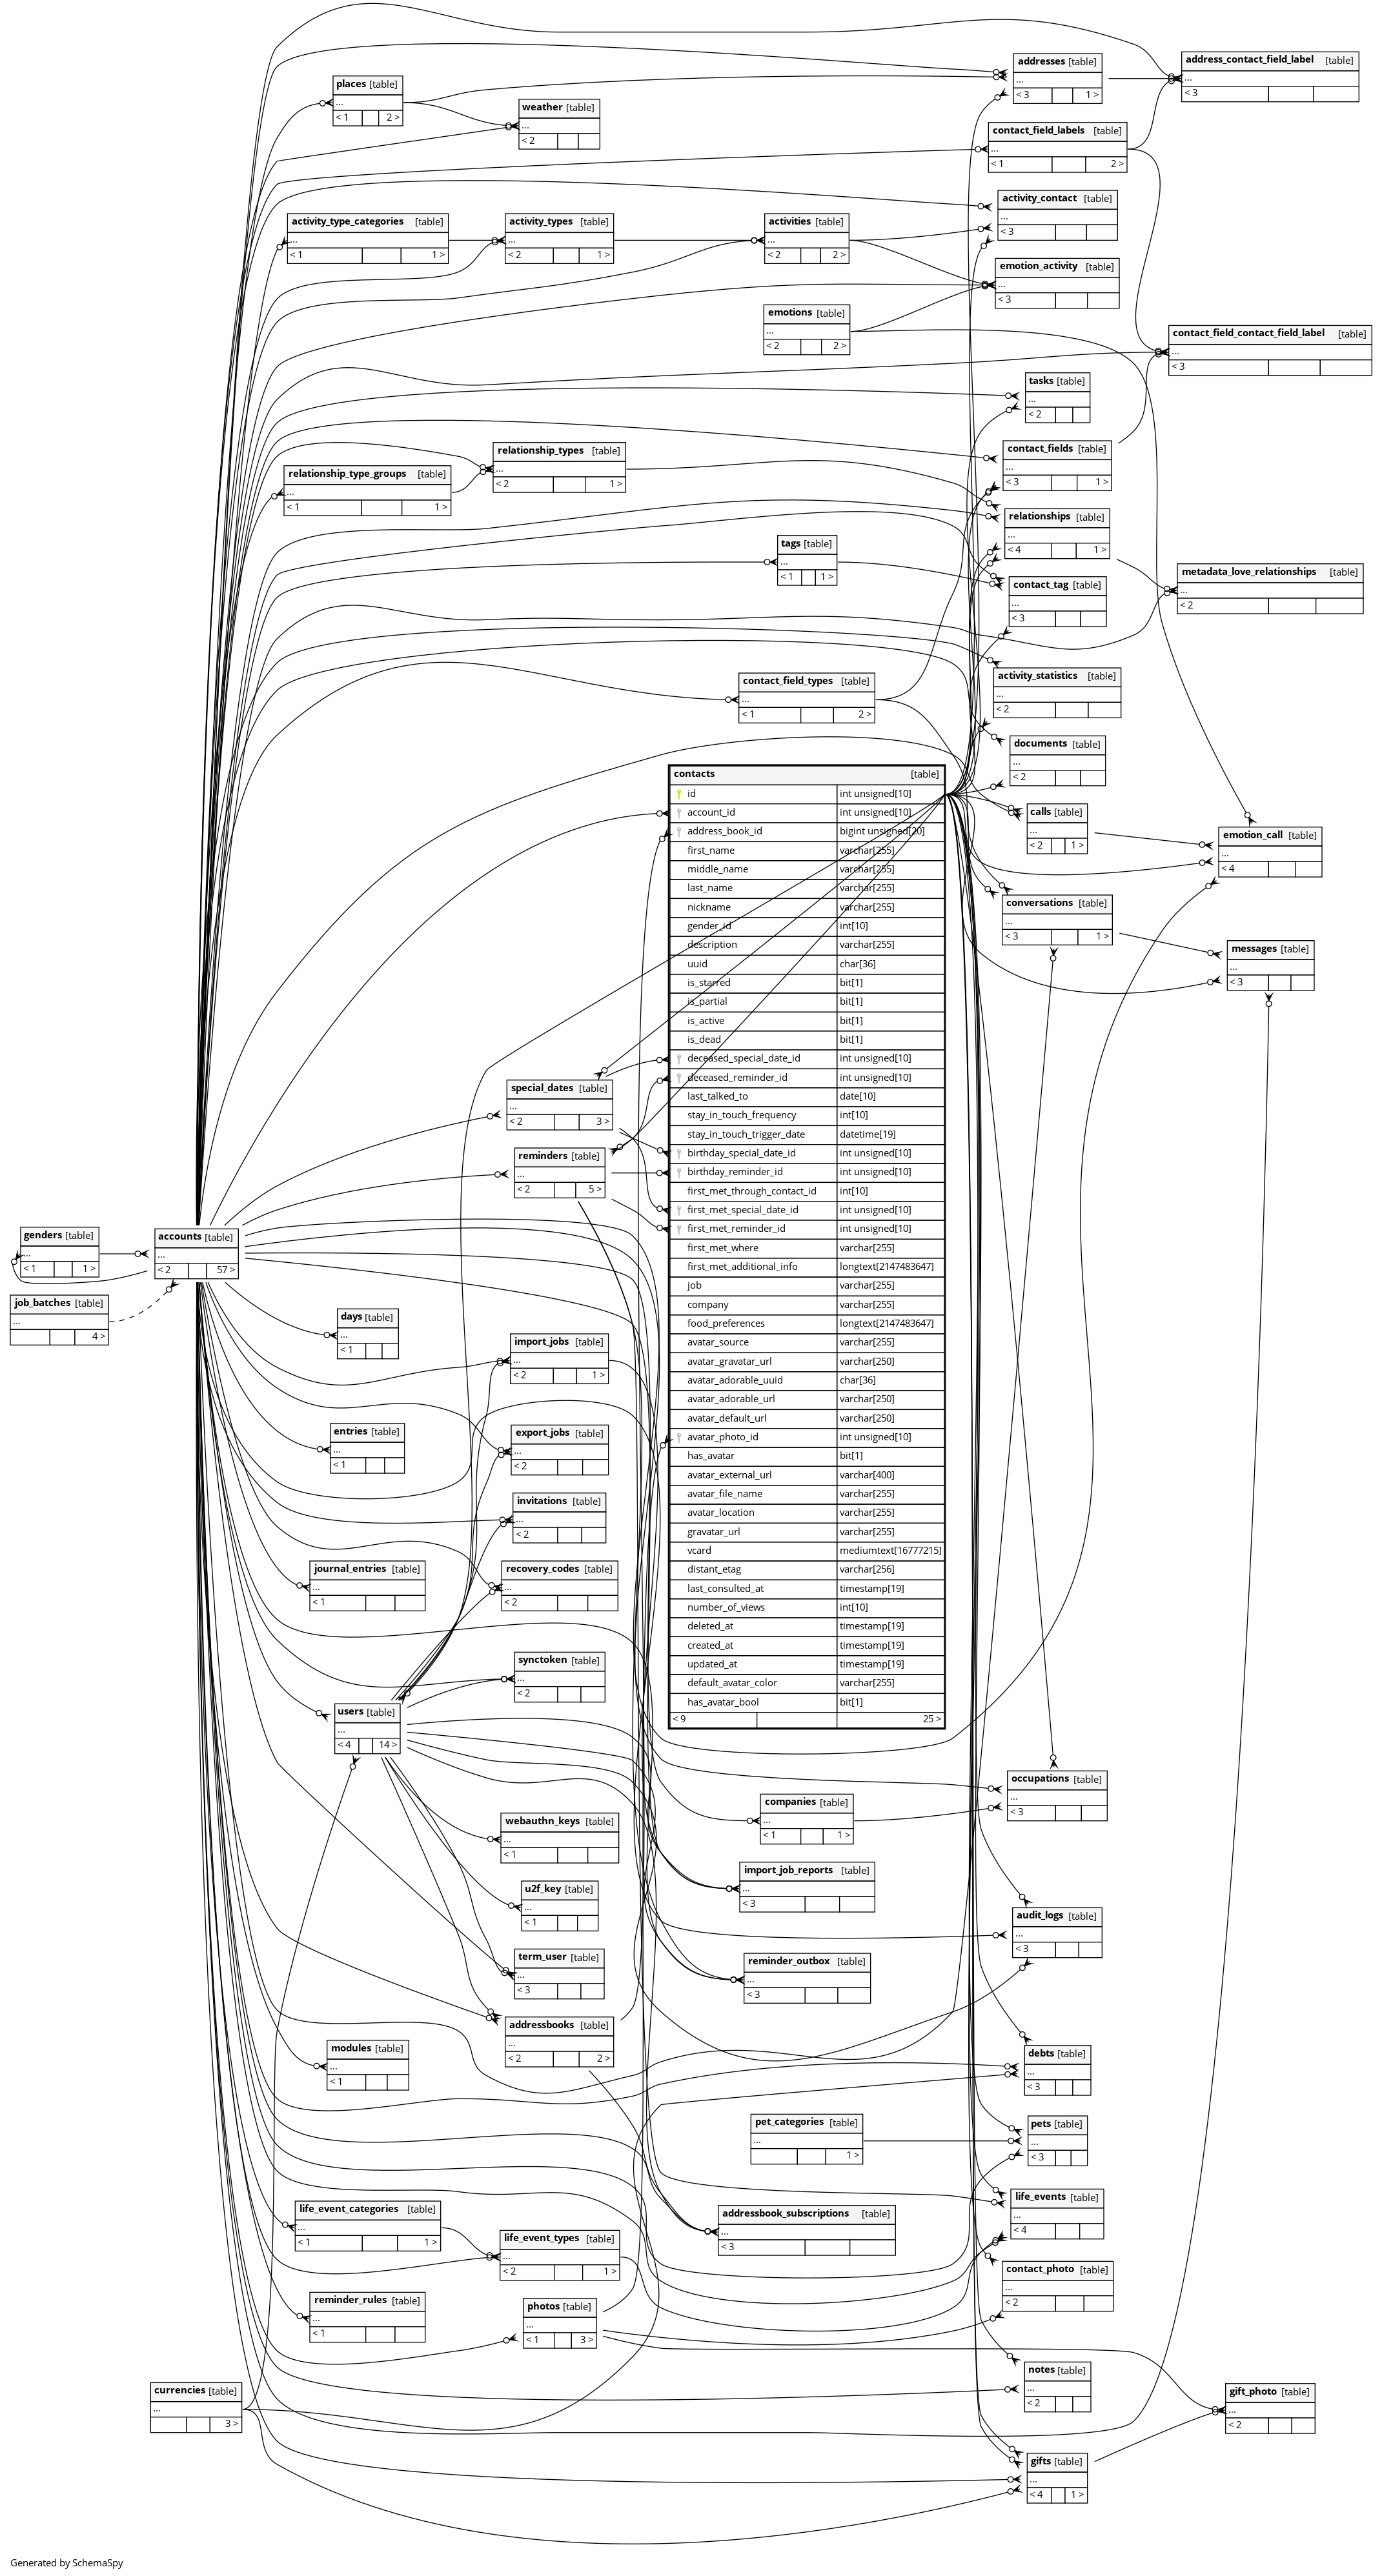 address_contact_field_label [table]
...
< 3
addresses [table]
...
< 3 1 >
places [table]
...
< 1 2 >
weather [table]
...
< 2
contact_field_labels [table]
...
< 1 2 >
activity_contact [table]
...
< 3
activity_type_categories [table]
...
< 1 1 >
activity_types [table]
...
< 2 1 >
activities [table]
...
< 2 2 >
emotion_activity [table]
...
< 3
emotions [table]
...
< 2 2 >
contact_field_contact_field_label [table]
...
< 3
tasks [table]
...
< 2
contact_fields [table]
...
< 3 1 >
relationship_types [table]
...
< 2 1 >
relationship_type_groups [table]
...
< 1 1 >
relationships [table]
...
< 4 1 >
tags [table]
...
< 1 1 >
contact_tag [table]
...
< 3
metadata_love_relationships [table]
...
< 2
activity_statistics [table]
...
< 2
contact_field_types [table]
...
< 1 2 >
documents [table]
...
< 2
calls [table]
...
< 2 1 >
emotion_call [table]
...
< 4
conversations [table]
...
< 3 1 >
messages [table]
...
< 3
contacts [table]
id int unsigned[10]
account_id int unsigned[10]
address_book_id bigint unsigned[20]
first_name varchar[255]
middle_name varchar[255]
last_name varchar[255]
nickname varchar[255]
gender_id int[10]
description varchar[255]
uuid char[36]
is_starred bit[1]
is_partial bit[1]
is_active bit[1]
is_dead bit[1]
deceased_special_date_id int unsigned[10]
deceased_reminder_id int unsigned[10]
last_talked_to date[10]
stay_in_touch_frequency int[10]
stay_in_touch_trigger_date datetime[19]
birthday_special_date_id int unsigned[10]
birthday_reminder_id int unsigned[10]
first_met_through_contact_id int[10]
first_met_special_date_id int unsigned[10]
first_met_reminder_id int unsigned[10]
first_met_where varchar[255]
first_met_additional_info longtext[2147483647]
job varchar[255]
company varchar[255]
food_preferences longtext[2147483647]
avatar_source varchar[255]
avatar_gravatar_url varchar[250]
avatar_adorable_uuid char[36]
avatar_adorable_url varchar[250]
avatar_default_url varchar[250]
avatar_photo_id int unsigned[10]
has_avatar bit[1]
avatar_external_url varchar[400]
avatar_file_name varchar[255]
avatar_location varchar[255]
gravatar_url varchar[255]
vcard mediumtext[16777215]
distant_etag varchar[256]
last_consulted_at timestamp[19]
number_of_views int[10]
deleted_at timestamp[19]
created_at timestamp[19]
updated_at timestamp[19]
default_avatar_color varchar[255]
has_avatar_bool bit[1]
< 9 25 >
special_dates [table]
...
< 2 3 >
reminders [table]
...
< 2 5 >
genders [table]
...
< 1 1 >
accounts [table]
...
< 2 57 >
job_batches [table]
...
4 >
days [table]
...
< 1
import_jobs [table]
...
< 2 1 >
entries [table]
...
< 1
export_jobs [table]
...
< 2
invitations [table]
...
< 2
journal_entries [table]
...
< 1
recovery_codes [table]
...
< 2
synctoken [table]
...
< 2
users [table]
...
< 4 14 >
occupations [table]
...
< 3
companies [table]
...
< 1 1 >
webauthn_keys [table]
...
< 1
import_job_reports [table]
...
< 3
u2f_key [table]
...
< 1
audit_logs [table]
...
< 3
term_user [table]
...
< 3
reminder_outbox [table]
...
< 3
addressbooks [table]
...
< 2 2 >
modules [table]
...
< 1
debts [table]
...
< 3
pet_categories [table]
...
1 >
pets [table]
...
< 3
life_events [table]
...
< 4
life_event_categories [table]
...
< 1 1 >
addressbook_subscriptions [table]
...
< 3
life_event_types [table]
...
< 2 1 >
contact_photo [table]
...
< 2
reminder_rules [table]
...
< 1
photos [table]
...
< 1 3 >
notes [table]
...
< 2
currencies [table]
...
3 >
gift_photo [table]
...
< 2
gifts [table]
...
< 4 1 >
Generated by SchemaSpy